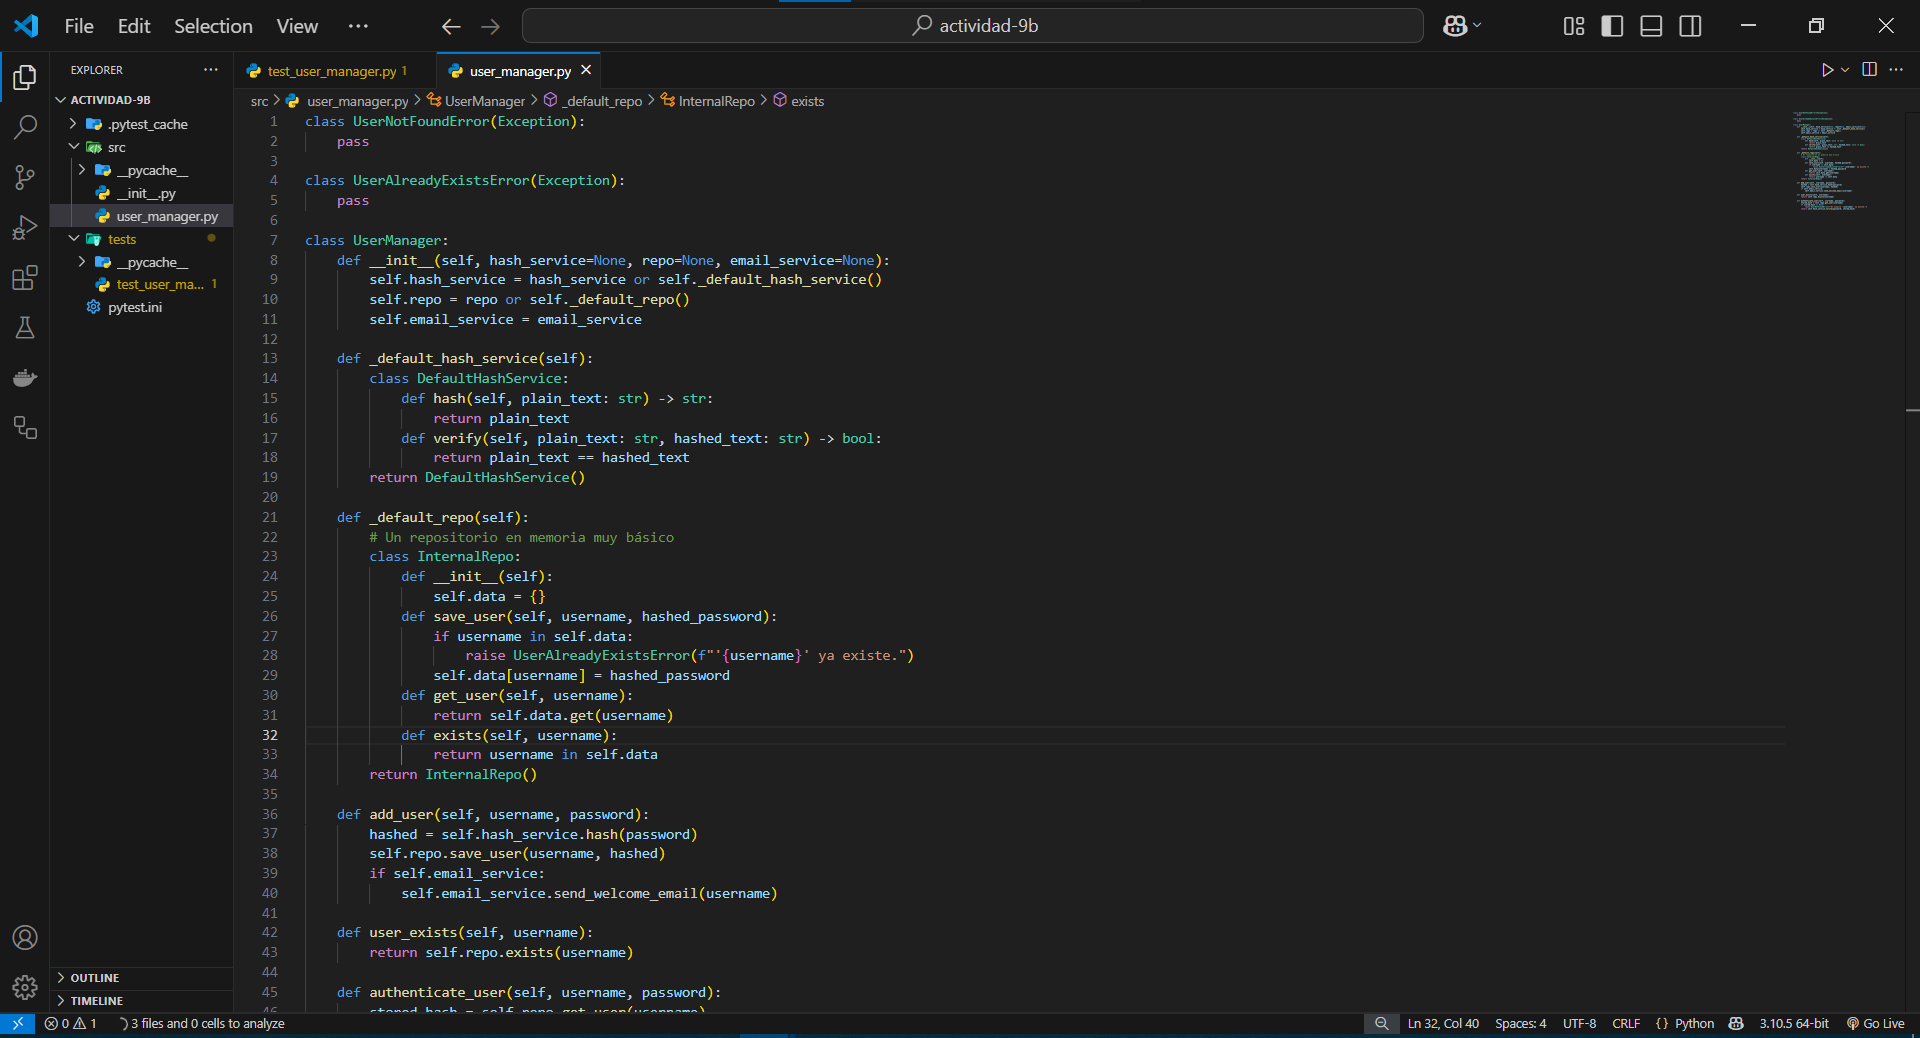 File Edit Selection View ··· actividad-9b
EXPLORER ···
ACTIVIDAD-9B
.pytest_cache
src
__pycache__
__init__.py
user_manager.py
tests
__pycache__
test_user_ma... 1
pytest.ini
OUTLINE
TIMELINE
test_user_manager.py 1 user_manager.py
src > user_manager.py > UserManager > _default_repo > InternalRepo > exists
1 class UserNotFoundError(Exception):
2     pass
3
4 class UserAlreadyExistsError(Exception):
5     pass
6
7 class UserManager:
8     def __init__(self, hash_service=None, repo=None, email_service=None):
9         self.hash_service = hash_service or self._default_hash_service()
10         self.repo = repo or self._default_repo()
11         self.email_service = email_service
12
13     def _default_hash_service(self):
14         class DefaultHashService:
15             def hash(self, plain_text: str) -> str:
16                 return plain_text
17             def verify(self, plain_text: str, hashed_text: str) -> bool:
18                 return plain_text == hashed_text
19         return DefaultHashService()
20
21     def _default_repo(self):
22         # Un repositorio en memoria muy básico
23         class InternalRepo:
24             def __init__(self):
25                 self.data = {}
26             def save_user(self, username, hashed_password):
27                 if username in self.data:
28                     raise UserAlreadyExistsError(f"'{username}' ya existe.")
29                 self.data[username] = hashed_password
30             def get_user(self, username):
31                 return self.data.get(username)
32             def exists(self, username):
33                 return username in self.data
34         return InternalRepo()
35
36     def add_user(self, username, password):
37         hashed = self.hash_service.hash(password)
38         self.repo.save_user(username, hashed)
39         if self.email_service:
40             self.email_service.send_welcome_email(username)
41
42     def user_exists(self, username):
43         return self.repo.exists(username)
44
45     def authenticate_user(self, username, password):
46         stored_hash = self.repo.get_user(username)
0 1 3 files and 0 cells to analyze Ln 32, Col 40 Spaces: 4 UTF-8 CRLF {} Python 3.10.5 64-bit Go Live